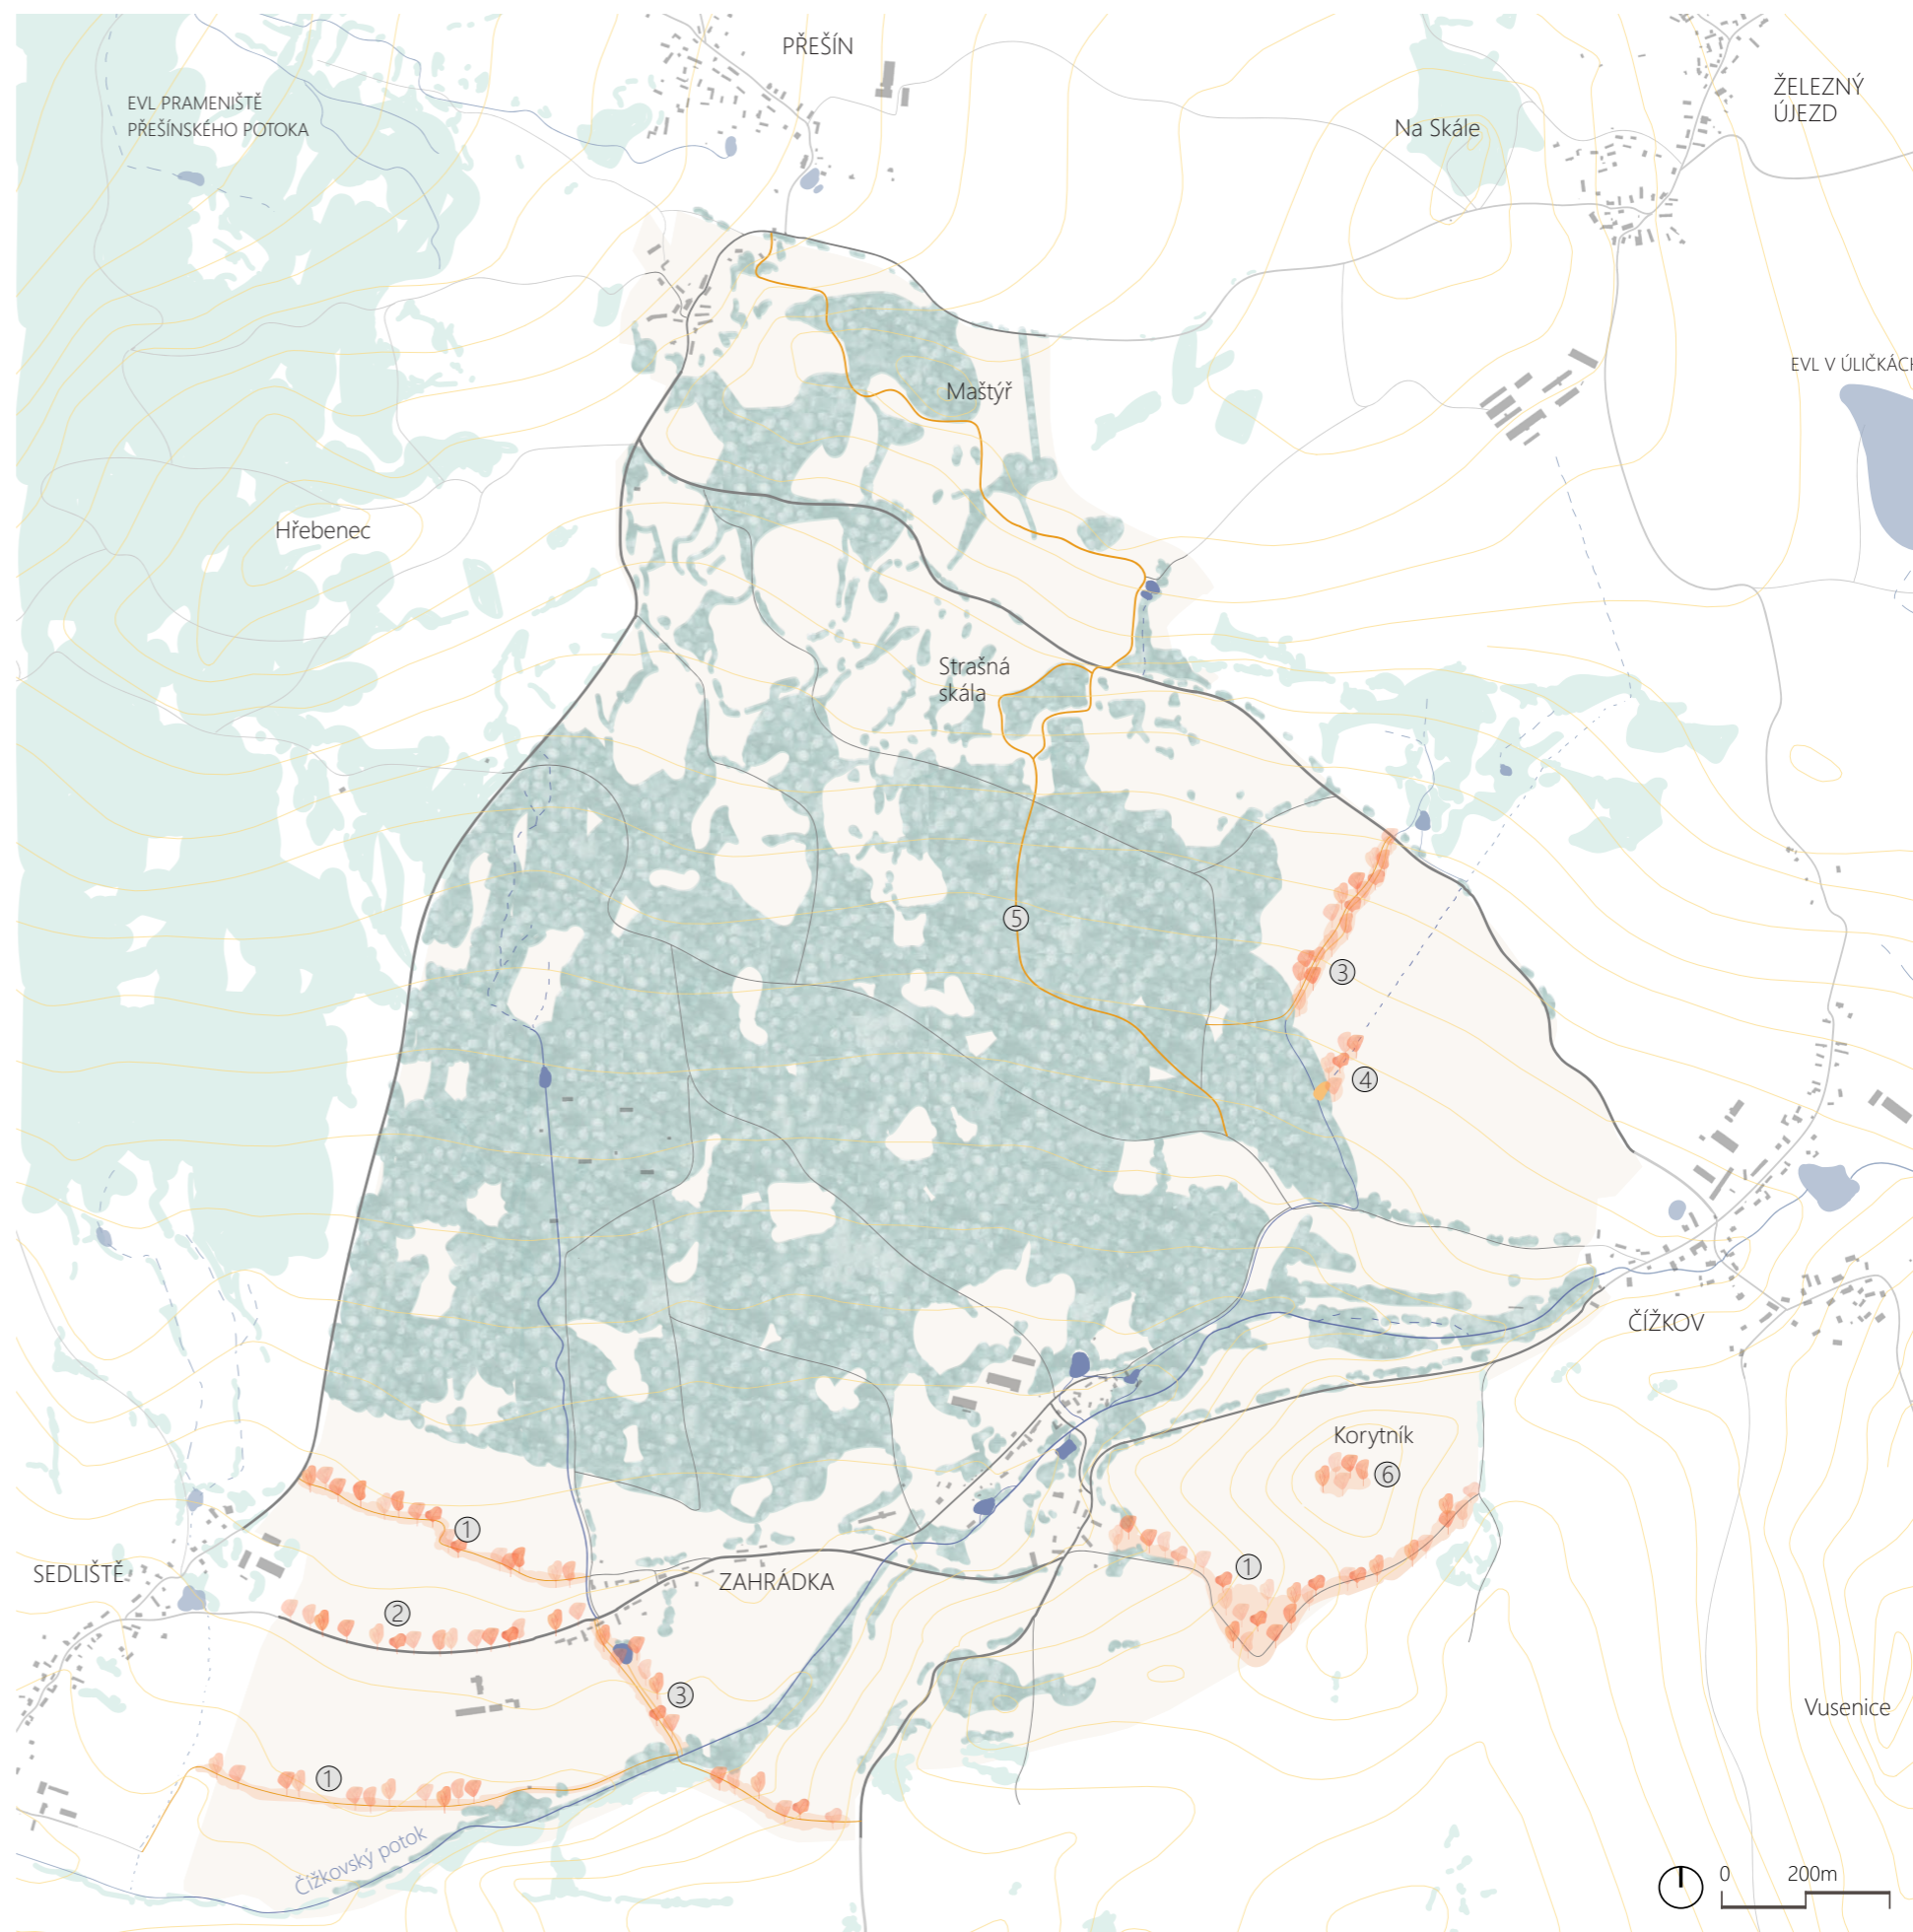 PŘEŠÍN
ŽELEZNÝ
ÚJEZD
EVL PRAMENIŠTĚ
PŘEŠÍNSKÉHO POTOKA
Na Skále
EVL V ÚLIČKÁCH
Maštýř
Hřebenec
Strašná
skála
5
3
4
ČÍŽKOV
Korytník
6
1
1
SEDLIŠTĚ
ZAHRÁDKA
2
3
Vusenice
1
Čížkovský potok
0 200m